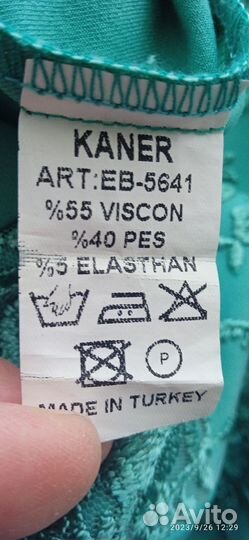 KANER
ART:EB-5641
%55 VISCON
%40 PES
%5 ELASTHAN
P
MADE IN TURKEY
Avito
2023/9/26 12:29